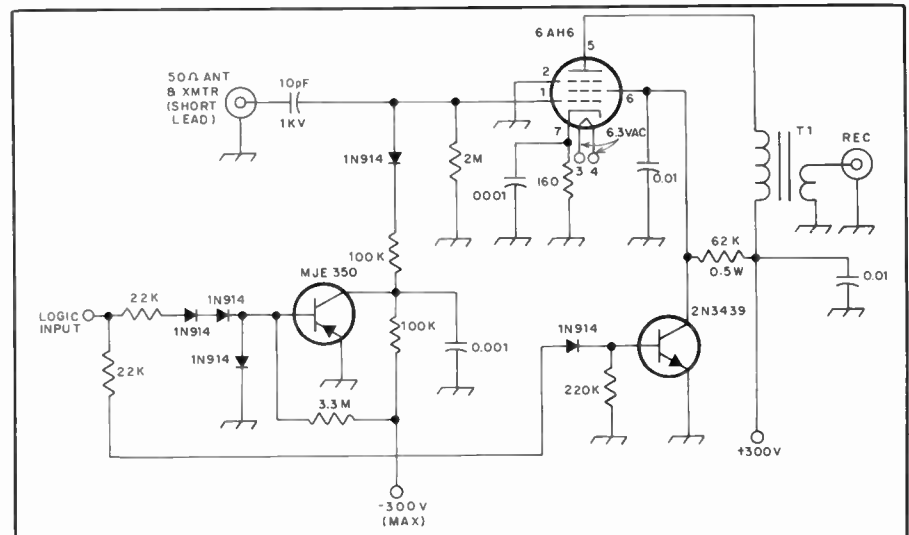 6AH6
5
50Ω ANT
& XMTR
(SHORT
LEAD)
10pF
1KV
2
1
6
7
6.3VAC
3 4
T1
REC
1N914
2M
.0001
160
0.01
100K
62K
0.5W
0.01
MJE 350
2N3439
LOGIC
INPUT
22K
1N914
1N914
1N914
100K
0.001
1N914
22K
220K
3.3M
+300V
-300V
(MAX)